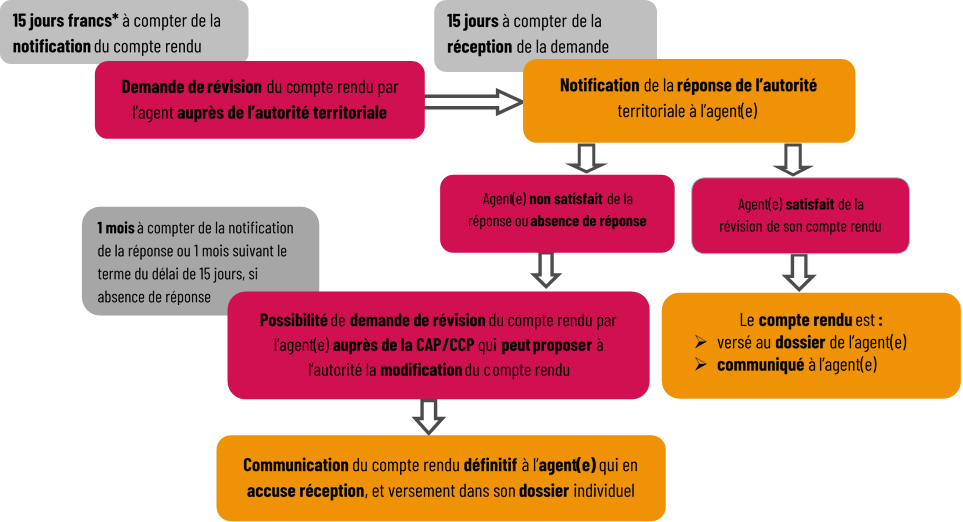 15 jours francs* à compter de la
notification du compte rendu
15 jours à compter de la
réception de la demande
Demande de révision du compte rendu par
l'agent auprès de l'autorité territoriale
Notification de la réponse de l'autorité
territoriale à l'agent(e)
Agent(e) non satisfait de la
réponse ou absence de réponse
Agent(e) satisfait de la
révision de son compte rendu
1 mois à compter de la notification
de la réponse ou 1 mois suivant le
terme du délai de 15 jours, si
absence de réponse
Possibilité de demande de révision du compte rendu par
l'agent(e) auprès de la CAP/CCP qui peut proposer à
l'autorité la modification du compte rendu
Le compte rendu est :
➢ versé au dossier de l'agent(e)
➢ communiqué à l'agent(e)
Communication du compte rendu définitif à l'agent(e) qui en
accuse réception, et versement dans son dossier individuel